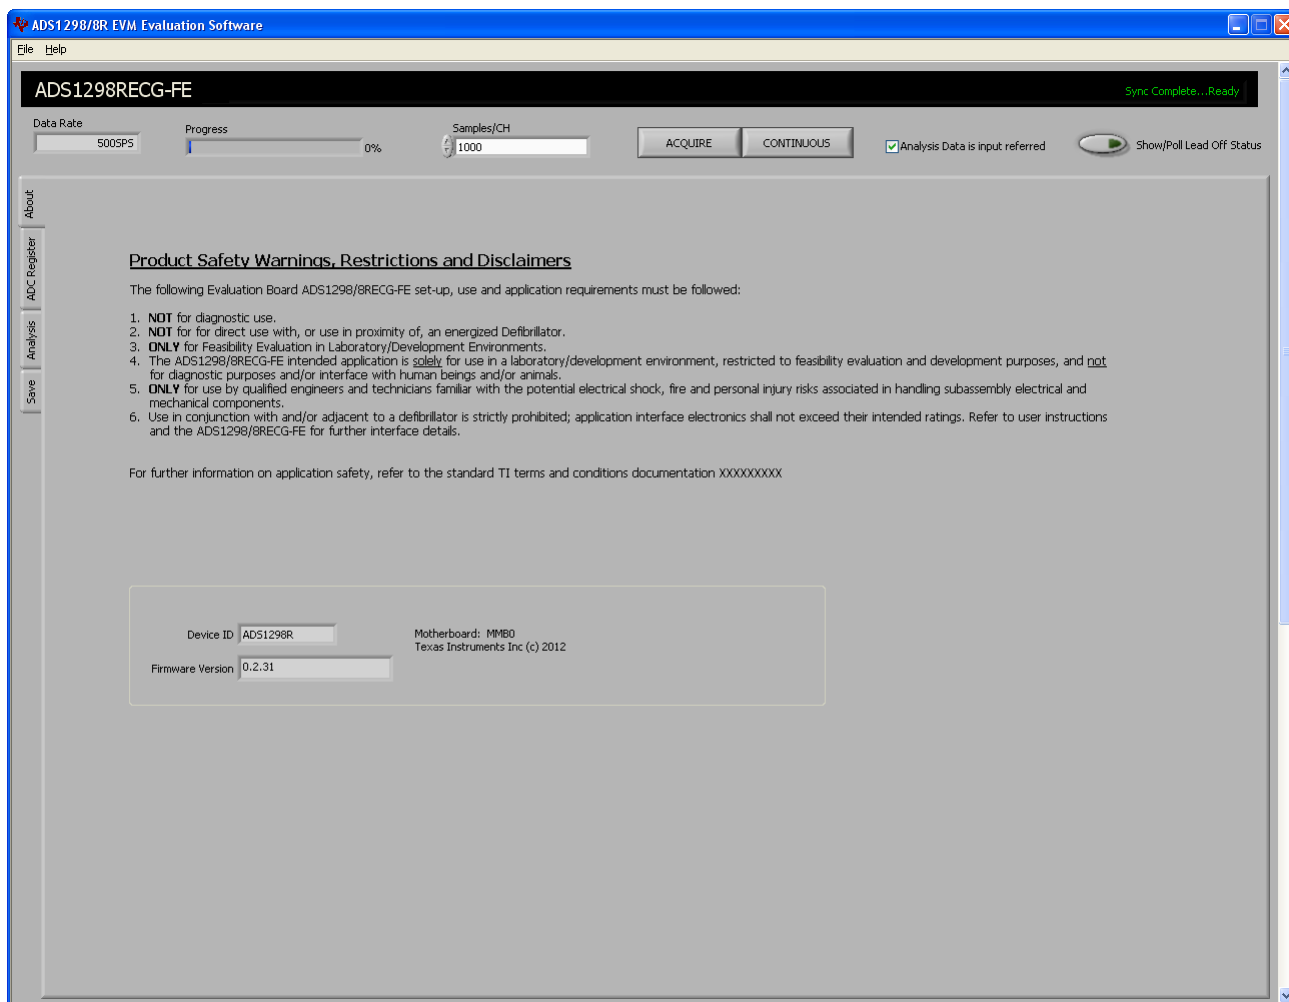 ADS1298/8R EVM Evaluation Software
File Help
ADS1298RECG-FE
Sync Complete...Ready
Data Rate
500SPS
Progress
0%
Samples/CH
1000
ACQUIRE
CONTINUOUS
Analysis Data is input referred
Show/Poll Lead Off Status
About
ADC Register
Analysis
Save
Product Safety Warnings, Restrictions and Disclaimers
The following Evaluation Board ADS1298/8RECG-FE set-up, use and application requirements must be followed:
1. NOT for diagnostic use.
2. NOT for for direct use with, or use in proximity of, an energized Defibrillator.
3. ONLY for Feasibility Evaluation in Laboratory/Development Environments.
4. The ADS1298/8RECG-FE intended application is solely for use in a laboratory/development environment, restricted to feasibility evaluation and development purposes, and not
for diagnostic purposes and/or interface with human beings and/or animals.
5. ONLY for use by qualified engineers and technicians familiar with the potential electrical shock, fire and personal injury risks associated in handling subassembly electrical and
mechanical components.
6. Use in conjunction with and/or adjacent to a defibrillator is strictly prohibited; application interface electronics shall not exceed their intended ratings. Refer to user instructions
and the ADS1298/8RECG-FE for further interface details.
For further information on application safety, refer to the standard TI terms and conditions documentation XXXXXXXXX
Device ID ADS1298R
Motherboard: MMB0
Texas Instruments Inc (c) 2012
Firmware Version 0.2.31